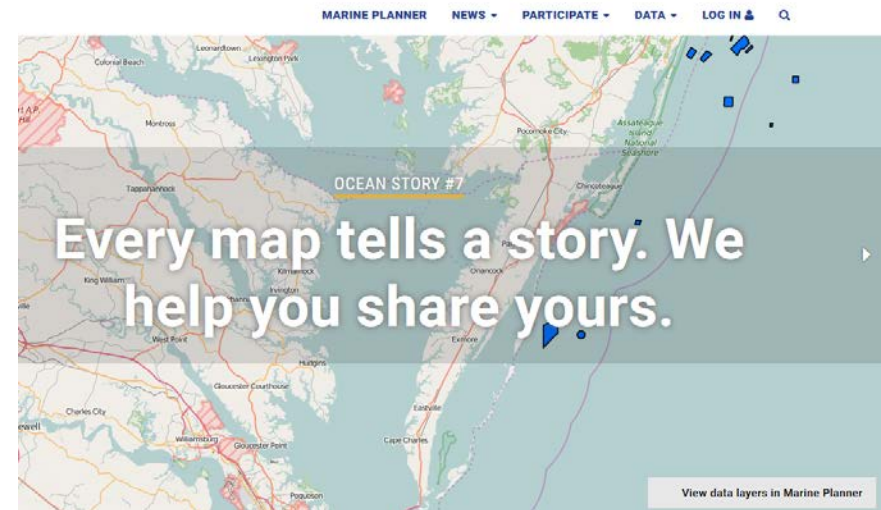 MARINE PLANNER NEWS PARTICIPATE DATA LOG IN
Leonardtown
Lexington Park
Colonial Beach
Montross
Pocomoke City
Assateague
Island
National
Seashore
OCEAN STORY #7
Tappahannock
Chincoteague
Every map tells a story. We
help you share yours.
Kilmarnock
Onancock
King William
Irvington
West Point
Exmore
Hudgins
Gloucester Courthouse
Eastville
Charles City
Williamsburg
Gloucester Point
Cape Charles
Poquoson
View data layers in Marine Planner